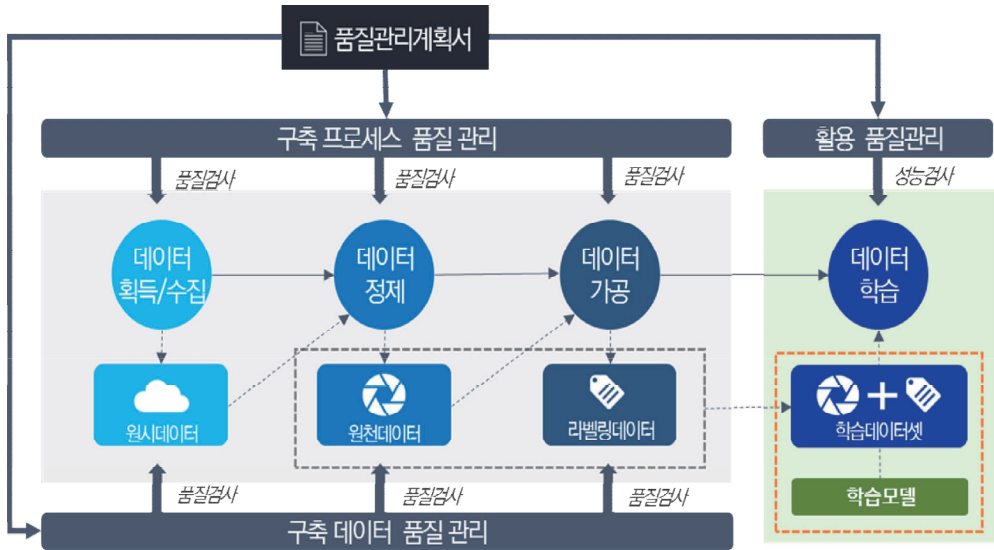 품질관리계획서
구축 프로세스 품질 관리
활용 품질관리
품질검사
품질검사
품질검사
성능검사
데이터
획득/수집
데이터
정제
데이터
가공
데이터
학습
원시데이터
원천데이터
라벨링데이터
학습데이터셋
학습모델
품질검사
품질검사
품질검사
구축 데이터 품질 관리